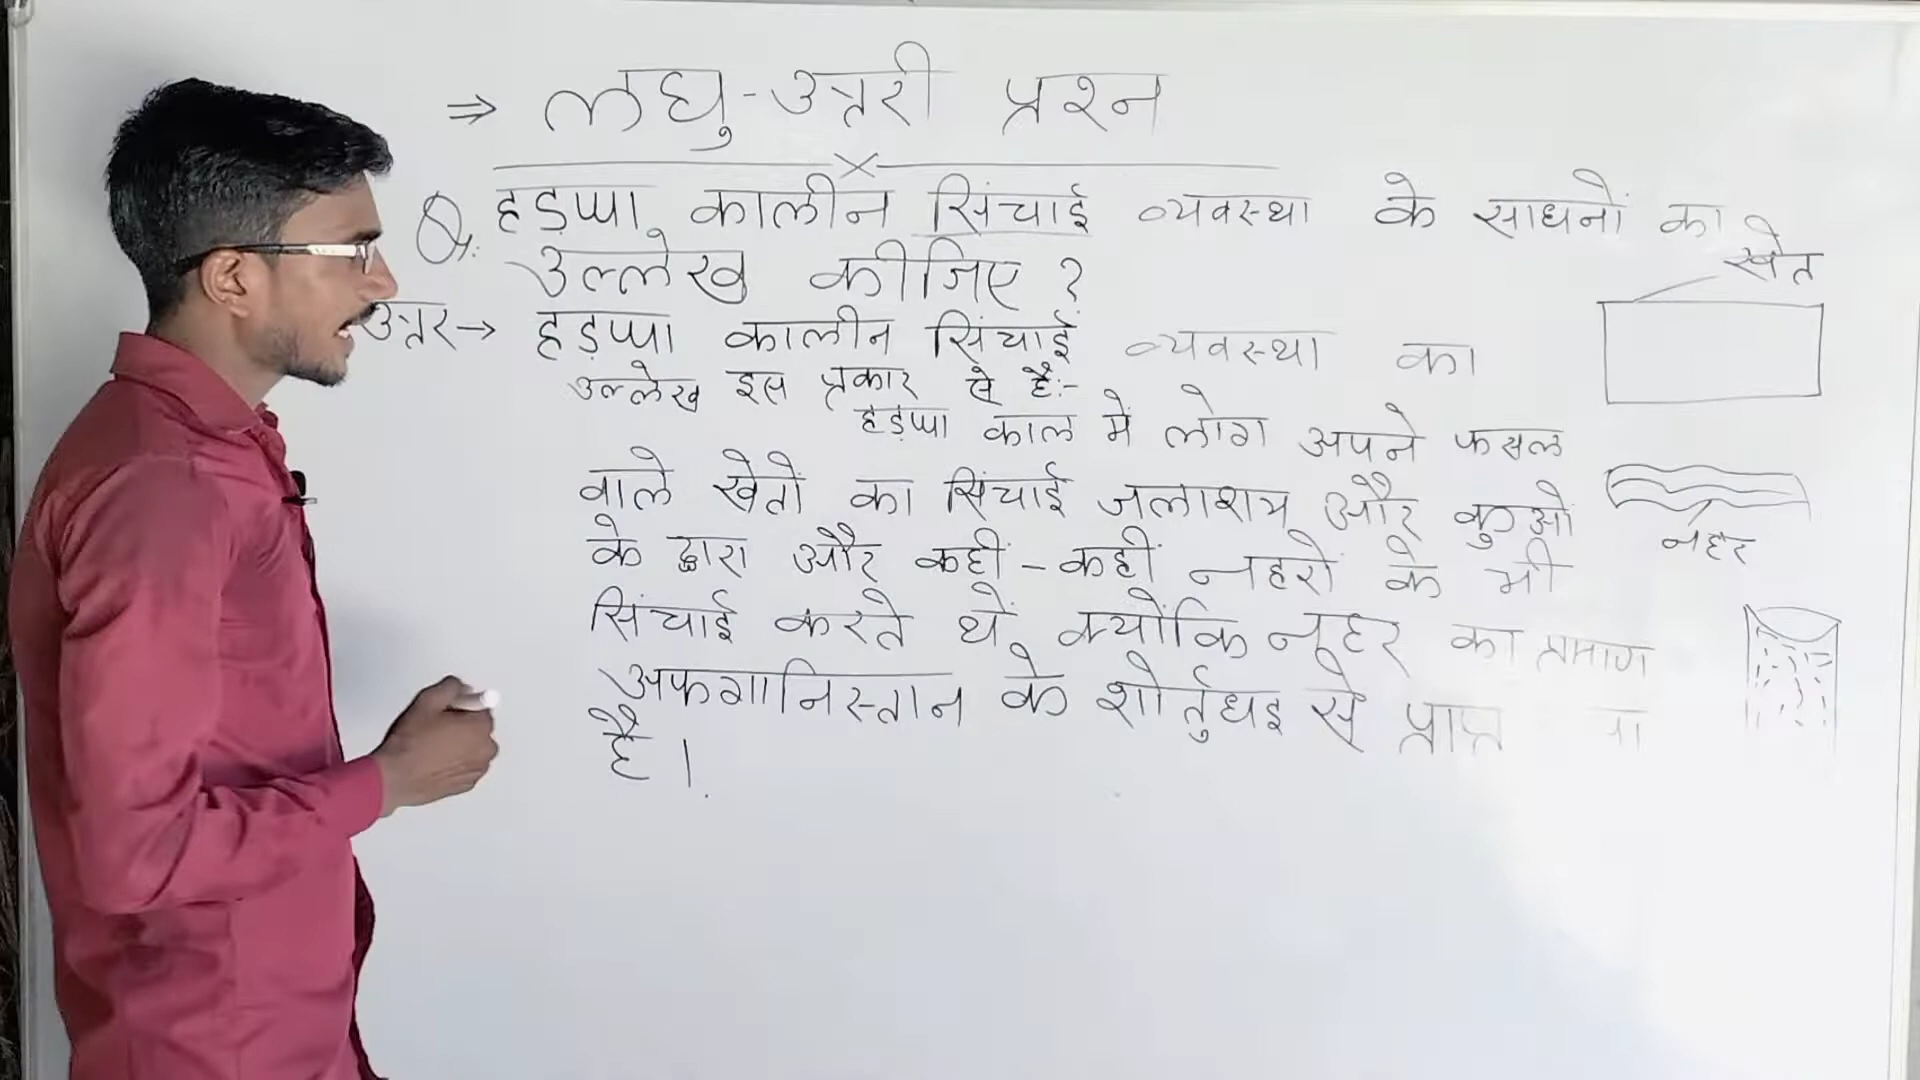 ⇒ लघु-उत्तरी प्रश्न
Q. हड़प्पा कालीन सिंचाई व्यवस्था के साधनों का
उल्लेख कीजिए ?
खेत
उत्तर → हड़प्पा कालीन सिंचाई व्यवस्था का
उल्लेख इस प्रकार से है:-
हड़प्पा काल में लोग अपने फसल
वाले खेतों का सिंचाई जलाशय और कुओ
के द्वारा और कहीं - कहीं नहरों के भी
नहर
सिंचाई करते थें, क्योंकि नहर का प्रमाण
अफगानिस्तान के शोर्तुघइ से प्राप्त
है।